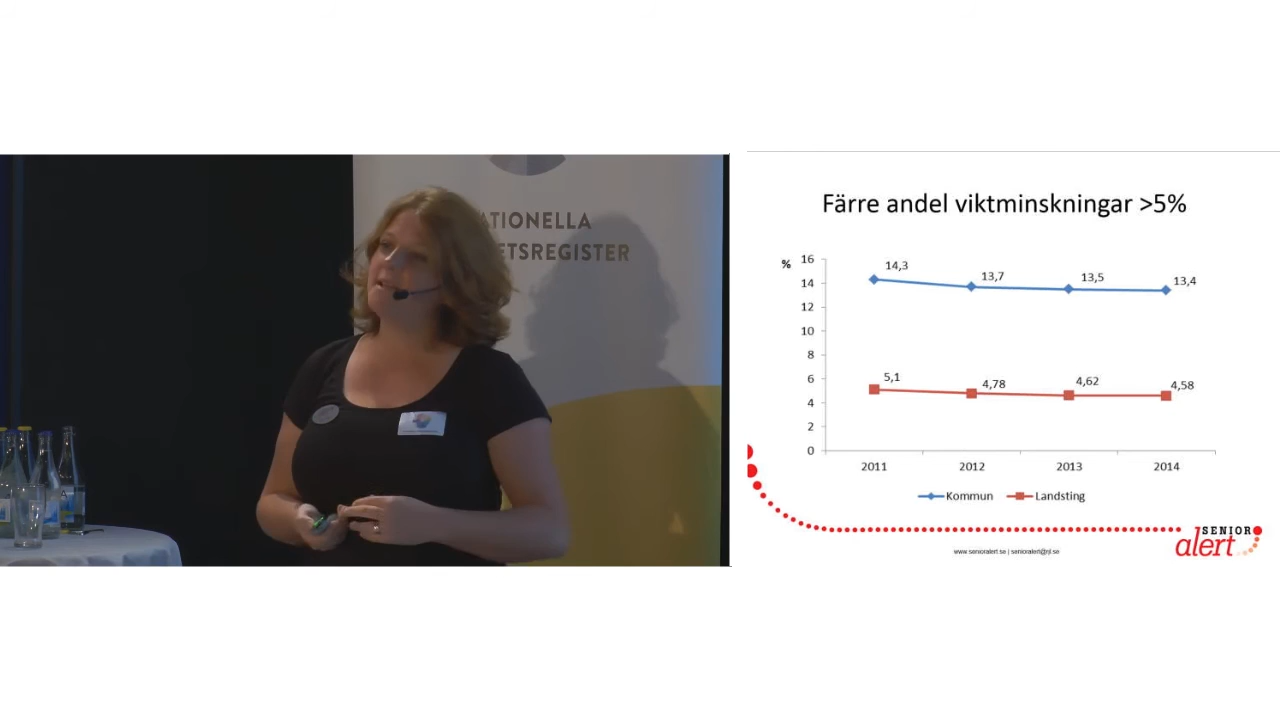 ATIONELLA
ETSREGISTER
Färre andel viktminskningar >5%
%
16
14
12
10
8
6
4
2
0
14,3
13,7
13,5
13,4
5,1
4,78
4,62
4,58
2011
2012
2013
2014
Kommun
Landsting
SENIOR
alert
www.senioralert.se | senioralert@rjl.se